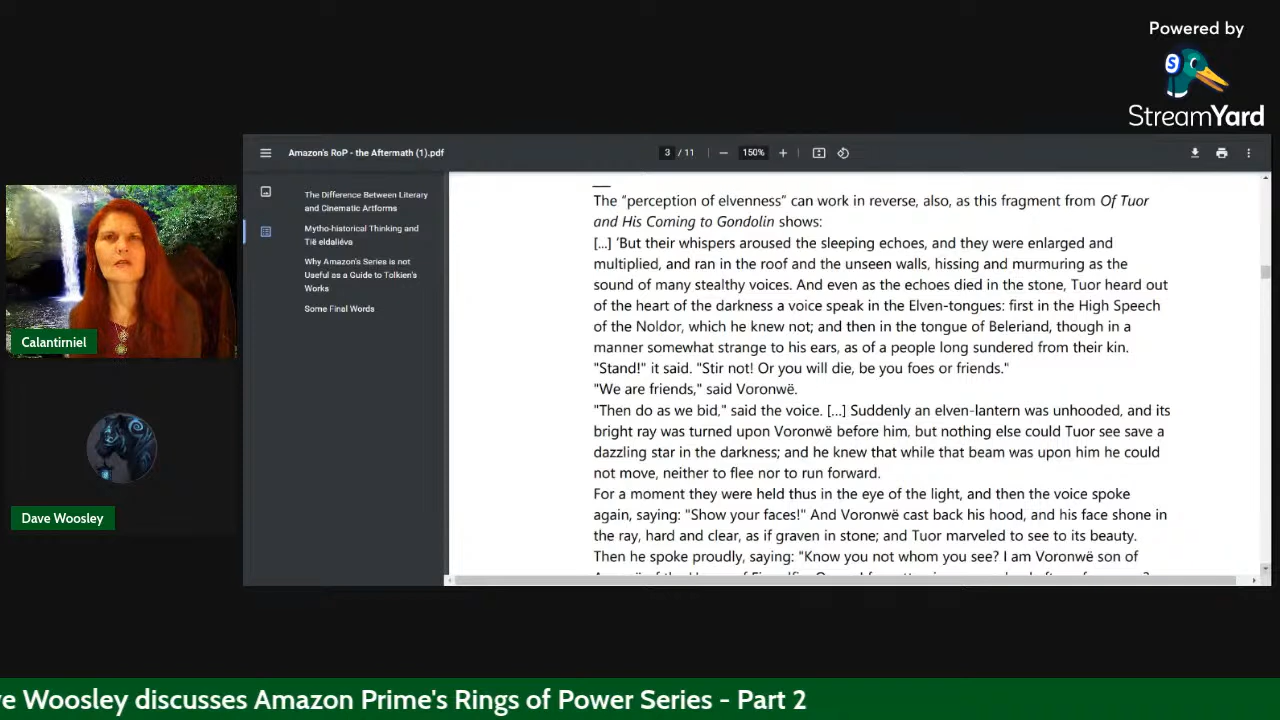 Powered by
S
StreamYard
Amazon's RoP - the Aftermath (1).pdf
3 / 11
150%
The Difference Between Literary
and Cinematic Artforms
Mytho-historical Thinking and
Tië eldaliéva
Why Amazon's Series is not
Useful as a Guide to Tolkien's
Works
Some Final Words
The "perception of elvenness" can work in reverse, also, as this fragment from Of Tuor
and His Coming to Gondolin shows:
[...] 'But their whispers aroused the sleeping echoes, and they were enlarged and
multiplied, and ran in the roof and the unseen walls, hissing and murmuring as the
sound of many stealthy voices. And even as the echoes died in the stone, Tuor heard out
of the heart of the darkness a voice speak in the Elven-tongues: first in the High Speech
of the Noldor, which he knew not; and then in the tongue of Beleriand, though in a
manner somewhat strange to his ears, as of a people long sundered from their kin.
"Stand!" it said. "Stir not! Or you will die, be you foes or friends."
"We are friends," said Voronwë.
"Then do as we bid," said the voice. [...] Suddenly an elven-lantern was unhooded, and its
bright ray was turned upon Voronwë before him, but nothing else could Tuor see save a
dazzling star in the darkness; and he knew that while that beam was upon him he could
not move, neither to flee nor to run forward.
For a moment they were held thus in the eye of the light, and then the voice spoke
again, saying: "Show your faces!" And Voronwë cast back his hood, and his face shone in
the ray, hard and clear, as if graven in stone; and Tuor marveled to see to its beauty.
Then he spoke proudly, saying: "Know you not whom you see? I am Voronwë son of
Calantirniel
Dave Woosley
ve Woosley discusses Amazon Prime's Rings of Power Series - Part 2